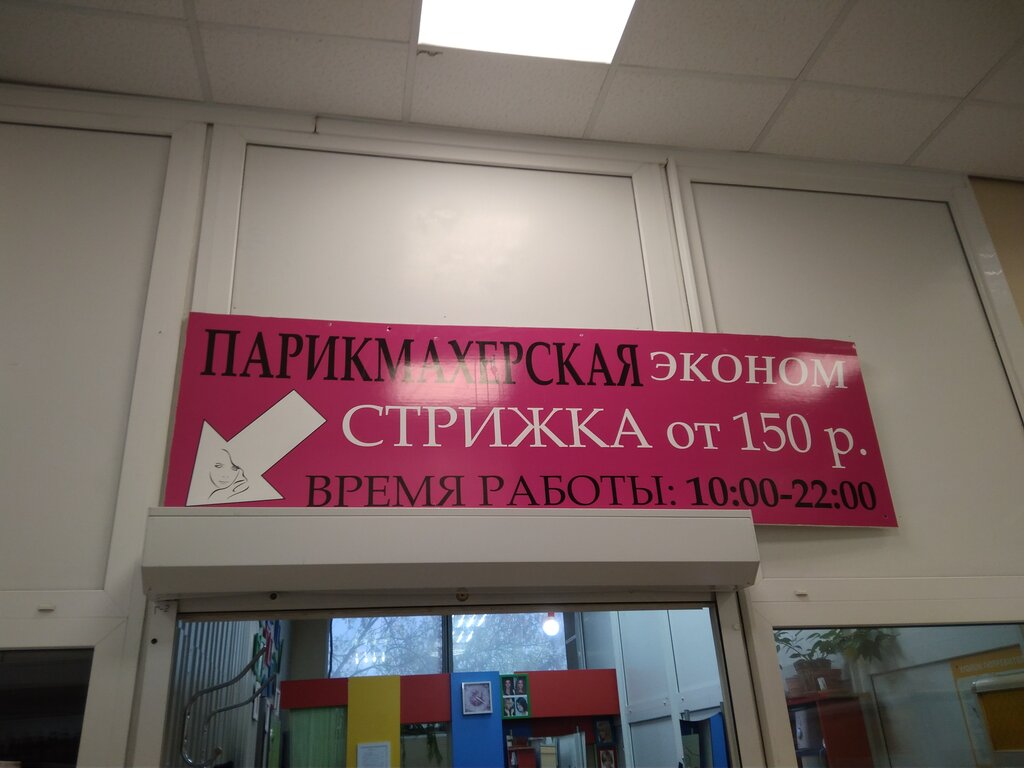 ПАРИКМАХЕРСКАЯ ЭКОНОМ
СТРИЖКА от 150 р.
ВРЕМЯ РАБОТЫ: 10:00-22:00